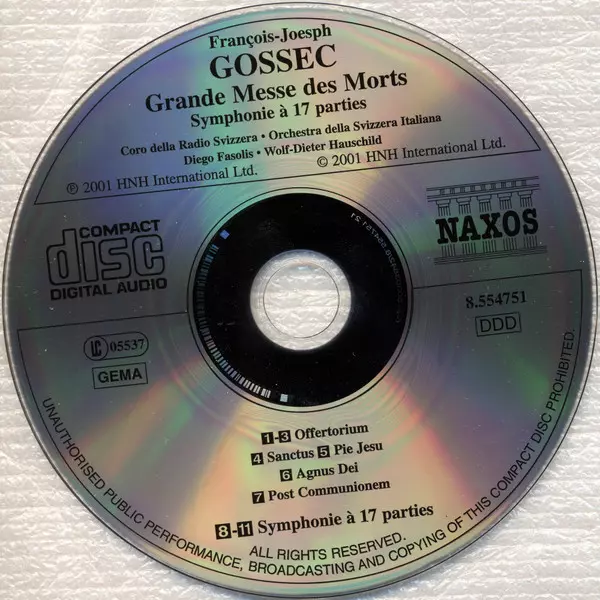 François-Joesph
GOSSEC
Grande Messe des Morts
Symphonie à 17 parties
Coro della Radio Svizzera • Orchestra della Svizzera Italiana
Diego Fasolis • Wolf-Dieter Hauschild
℗ 2001 HNH International Ltd.
© 2001 HNH International Ltd.
COMPACT
disc
DIGITAL AUDIO
NAXOS
8.554751
DDD
LC 05537
GEMA
1-3 Offertorium
4 Sanctus 5 Pie Jesu
6 Agnus Dei
7 Post Communionem
8-11 Symphonie à 17 parties
ALL RIGHTS RESERVED.
UNAUTHORISED PUBLIC PERFORMANCE, BROADCASTING AND COPYING OF THIS COMPACT DISC PROHIBITED.